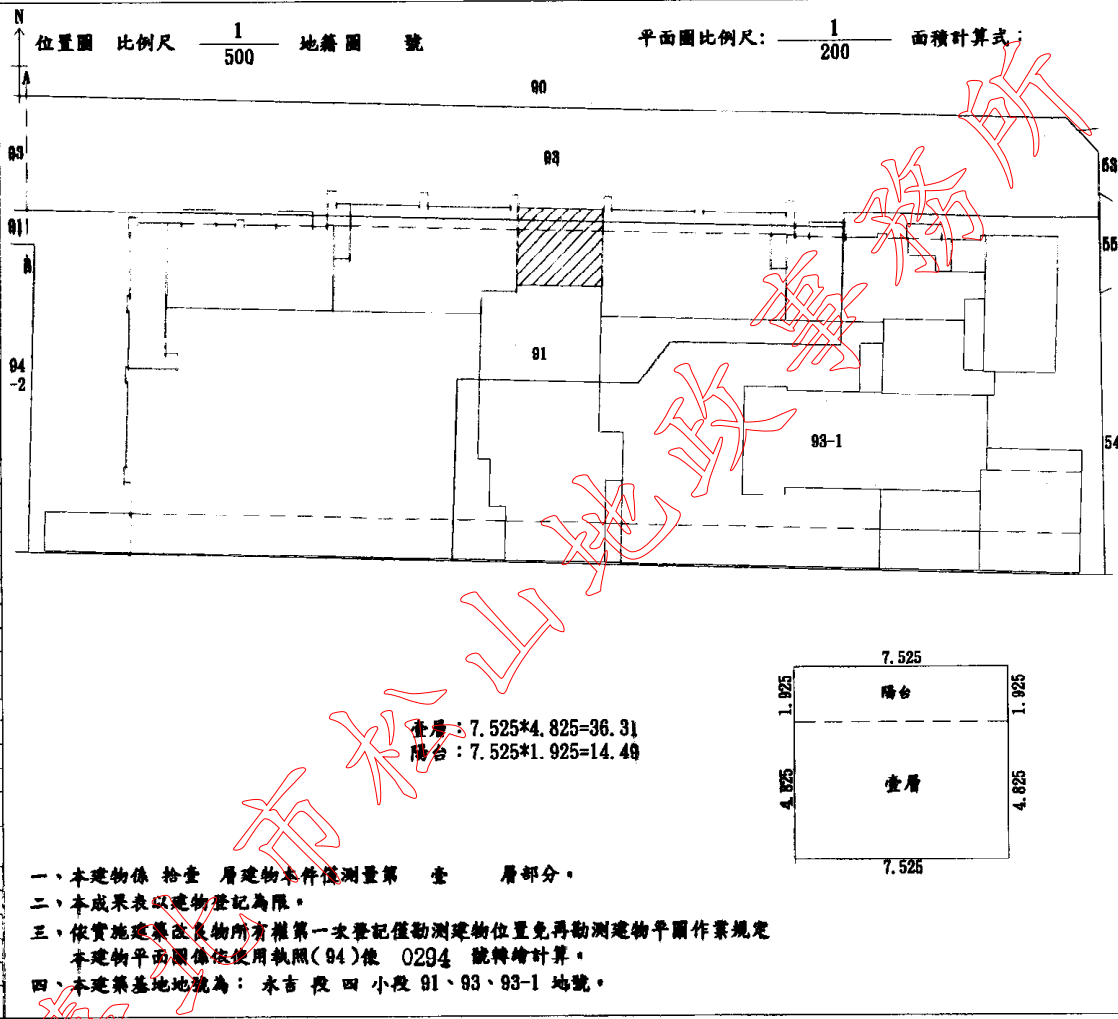 N
位置圖 比例尺 1/500 地籍圖 號 平面圖比例尺: 1/200 面積計算式:
A
90
93
93
53
91
55
B
91
94
-2
93-1
54
7.525
1.925 陽台 1.925
壹層:7.525*4.825=36.31
陽台:7.525*1.925=14.49
4.825 壹層 4.825
7.525
一、本建物係 拾壹 層建物本件僅測量第 壹 層部分。
二、本成果表以建物登記為限。
三、依實施建築改良物所有權第一次登記僅勘測建物位置免再勘測建物平圖作業規定
本建物平面圖係依使用執照(94)使 0294 號轉繪計算。
四、本建築基地地號為: 永吉 段 四 小段 91、93、93-1 地號。
北市松山地政事務所